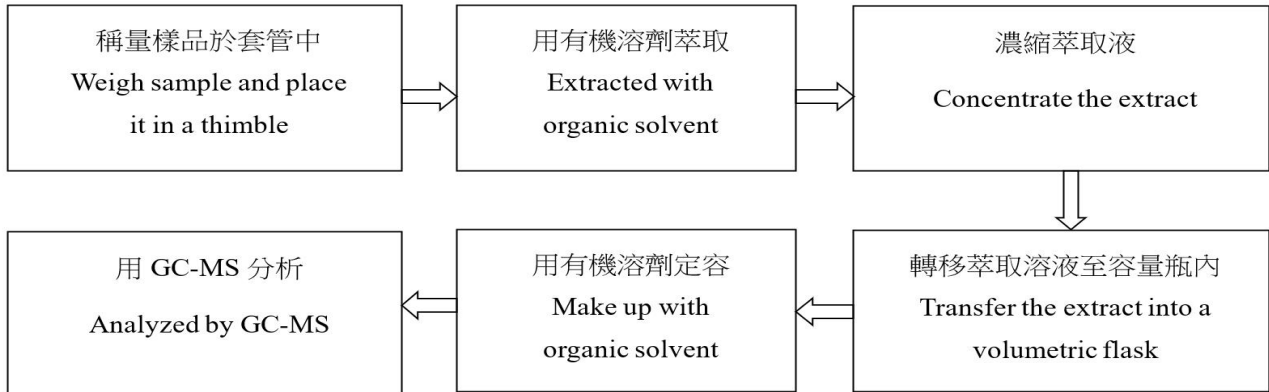 稱量樣品於套管中
Weigh sample and place
it in a thimble
用有機溶劑萃取
Extracted with
organic solvent
濃縮萃取液
Concentrate the extract
轉移萃取溶液至容量瓶內
Transfer the extract into a
volumetric flask
用有機溶劑定容
Make up with
organic solvent
用 GC-MS 分析
Analyzed by GC-MS